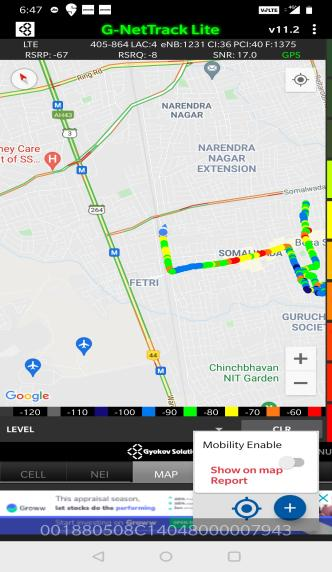 6:47
VoLTE 4G
G-NetTrack Lite
v11.2
LTE 405-864 LAC:4 eNB:1231 CI:36 PCI:40 F:1375
RSRP:-67 RSRQ:-8 SNR:17.0 GPS
Ring Rd
M
AH43
3
ney Care
t of SS...
H
M
NARENDRA
NAGAR
NARENDRA
NAGAR
EXTENSION
264
Somalwada
M
SOMALWADA
Besa S
FETRI
GURUCH
SOCIE
44
M
Chinchbhavan
NIT Garden
+
−
Google
-120 -110 -100 -90 -80 -70 -60
LEVEL
CLR
Gyokov Solutio
NU
CELL
NEI
MAP
Mobility Enable
Show on map
Report
This appraisal season,
let stocks do the performing
Groww
Start investing on Groww
001880508C14048000007943
+